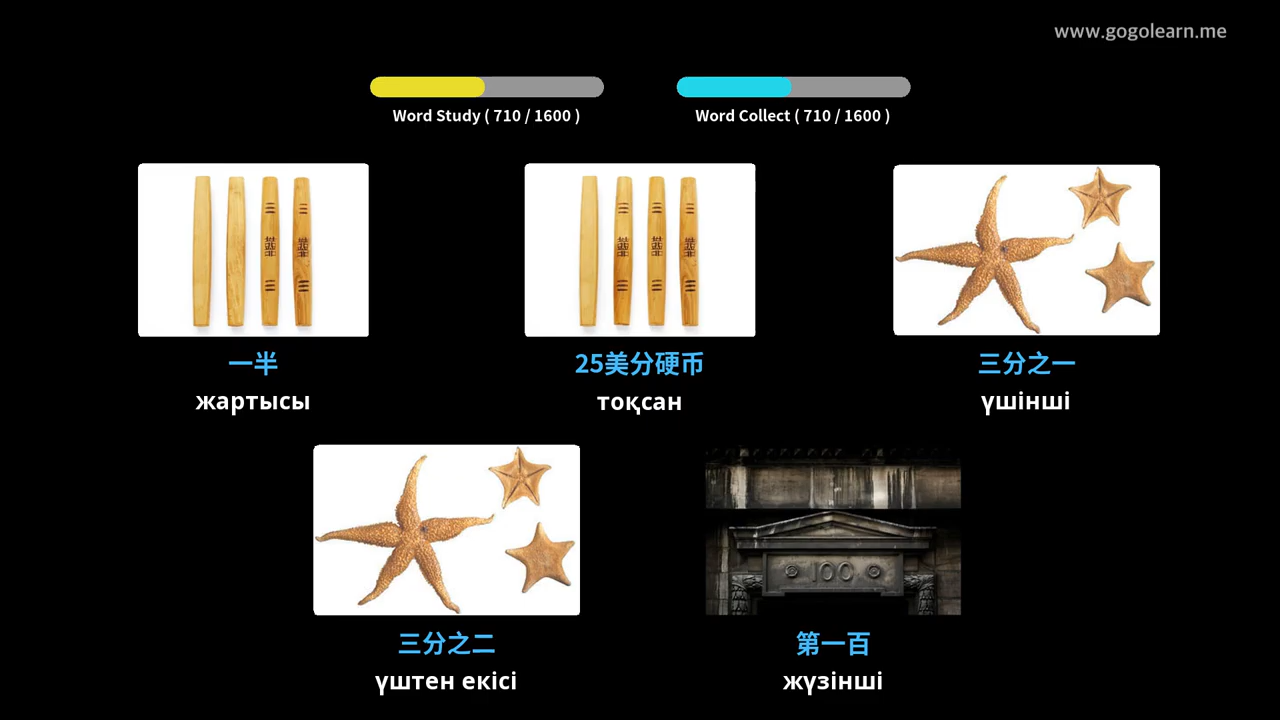 www.gogolearn.me
Word Study ( 710 / 1600 )
Word Collect ( 710 / 1600 )
一半
жартысы
25美分硬币
тоқсан
三分之一
үшінші
100
三分之二
үштен екісі
第一百
жүзінші